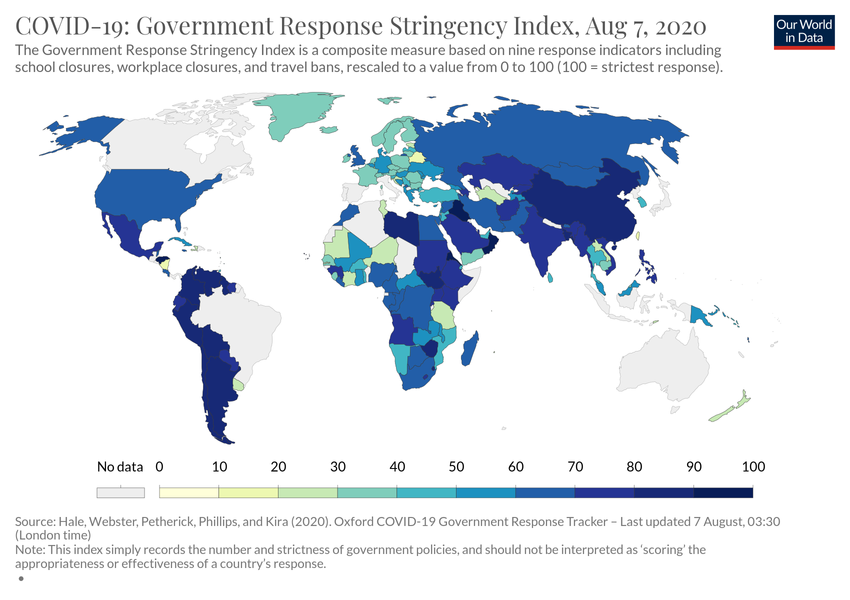 COVID-19: Government Response Stringency Index, Aug 7, 2020
Our World
in Data
The Government Response Stringency Index is a composite measure based on nine response indicators including
school closures, workplace closures, and travel bans, rescaled to a value from 0 to 100 (100 = strictest response).
No data 0 10 20 30 40 50 60 70 80 90 100
Source: Hale, Webster, Petherick, Phillips, and Kira (2020). Oxford COVID-19 Government Response Tracker – Last updated 7 August, 03:30
(London time)
Note: This index simply records the number and strictness of government policies, and should not be interpreted as ‘scoring’ the
appropriateness or effectiveness of a country’s response.